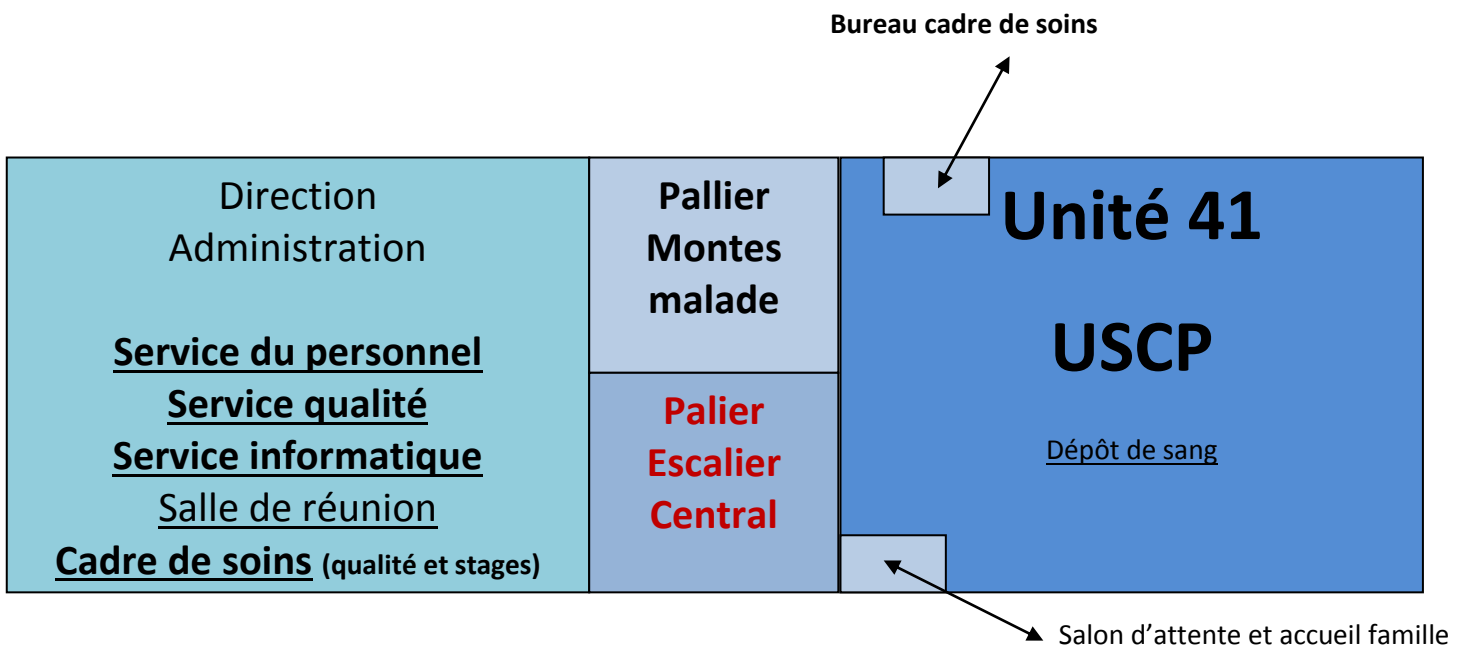 Bureau cadre de soins
Direction
Administration
Service du personnel
Service qualité
Service informatique
Salle de réunion
Cadre de soins (qualité et stages)
Pallier
Montes
malade
Palier
Escalier
Central
Unité 41
USCP
Dépôt de sang
Salon d’attente et accueil famille